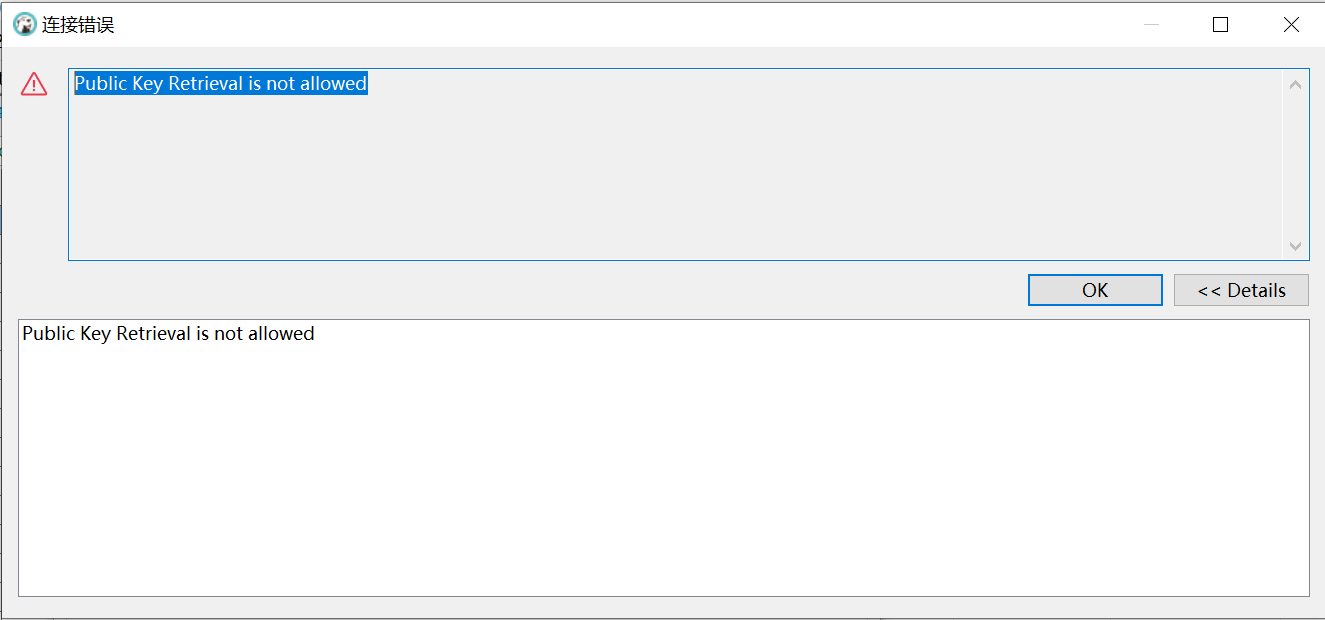 连接错误
Public Key Retrieval is not allowed
OK
<< Details
Public Key Retrieval is not allowed